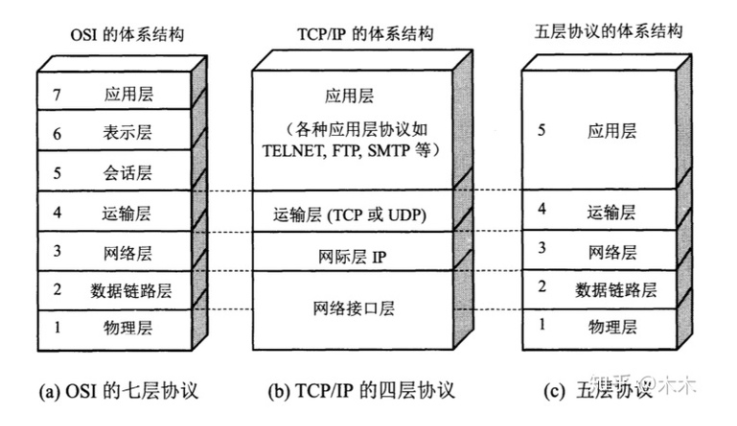 OSI 的体系结构
7 应用层
6 表示层
5 会话层
4 运输层
3 网络层
2 数据链路层
1 物理层
(a) OSI 的七层协议
TCP/IP 的体系结构
应用层
(各种应用层协议如
TELNET, FTP, SMTP 等)
运输层 (TCP 或 UDP)
网际层 IP
网络接口层
(b) TCP/IP 的四层协议
五层协议的体系结构
5 应用层
4 运输层
3 网络层
2 数据链路层
1 物理层
(c) 五层协议
知乎 @木木